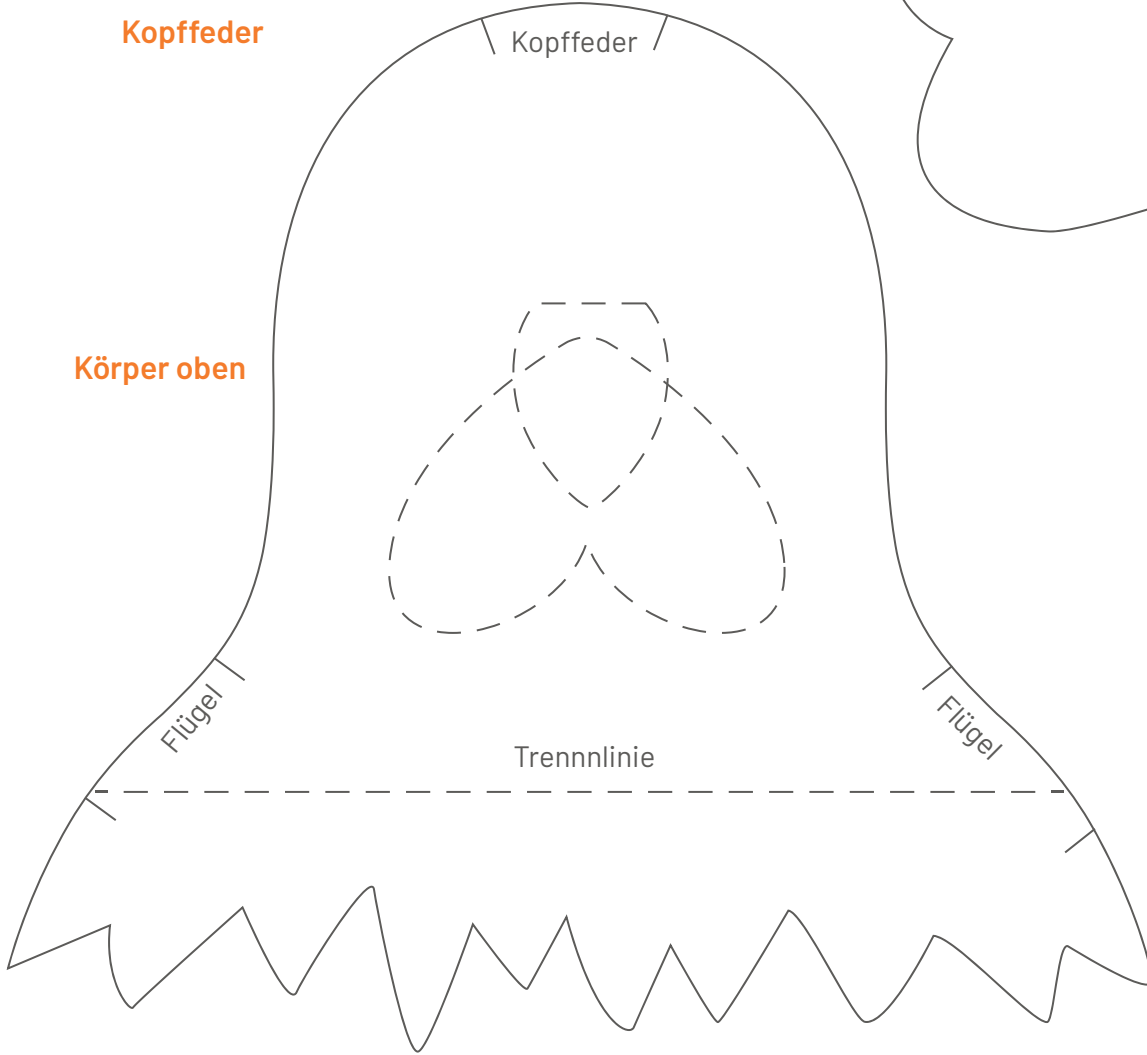 Kopffeder
Kopffeder
Körper oben
Flügel
Flügel
Trennnlinie